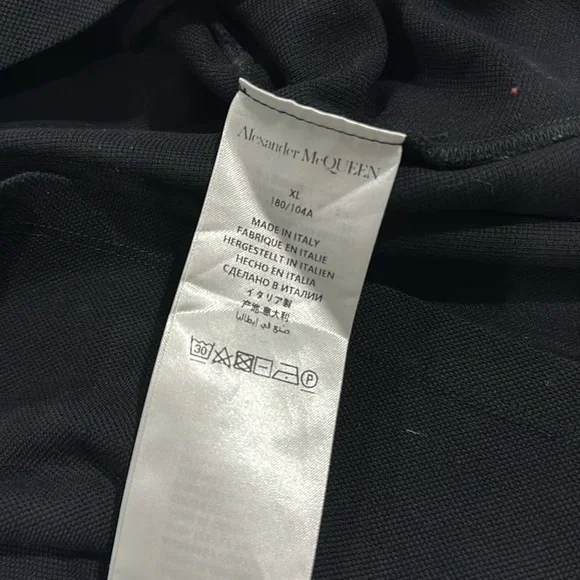 Alexander McQUEEN
XL
180/104A
MADE IN ITALY
FABRIQUE EN ITALIE
HERGESTELLT IN ITALIEN
HECHO EN ITALIA
СДЕЛАНО В ИТАЛИИ
イタリア製
产地:意大利
صنع في إيطاليا
30 P